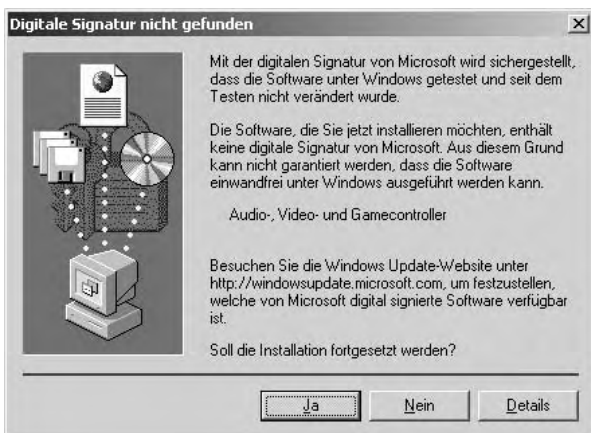 Digitale Signatur nicht gefunden
Mit der digitalen Signatur von Microsoft wird sichergestellt,
dass die Software unter Windows getestet und seit dem
Testen nicht verändert wurde.
Die Software, die Sie jetzt installieren möchten, enthält
keine digitale Signatur von Microsoft. Aus diesem Grund
kann nicht garantiert werden, dass die Software
einwandfrei unter Windows ausgeführt werden kann.
Audio-, Video- und Gamecontroller
Besuchen Sie die Windows Update-Website unter
http://windowsupdate.microsoft.com, um festzustellen,
welche von Microsoft digital signierte Software verfügbar
ist.
Soll die Installation fortgesetzt werden?
Ja Nein Details